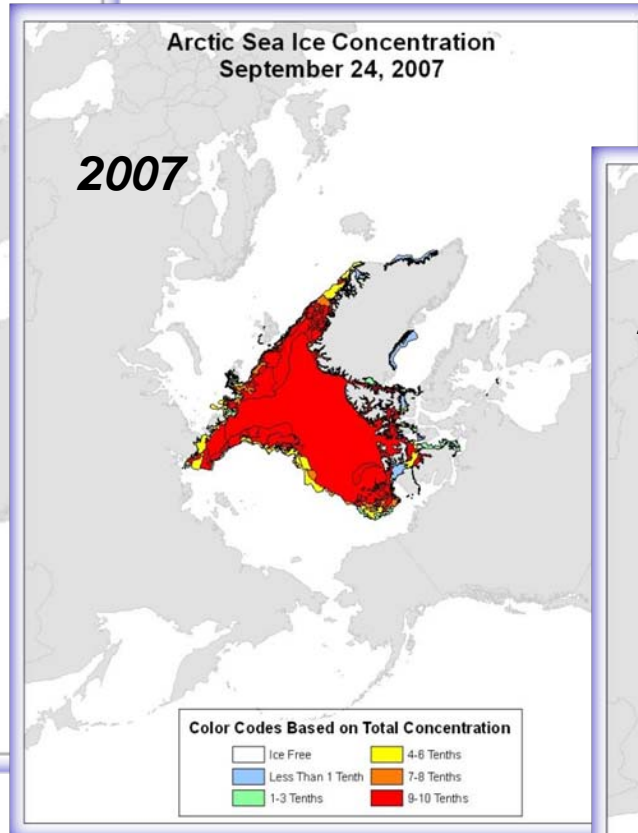 Arctic Sea Ice Concentration
September 24, 2007
2007
Color Codes Based on Total Concentration
Ice Free
4-6 Tenths
Less Than 1 Tenth
7-8 Tenths
1-3 Tenths
9-10 Tenths